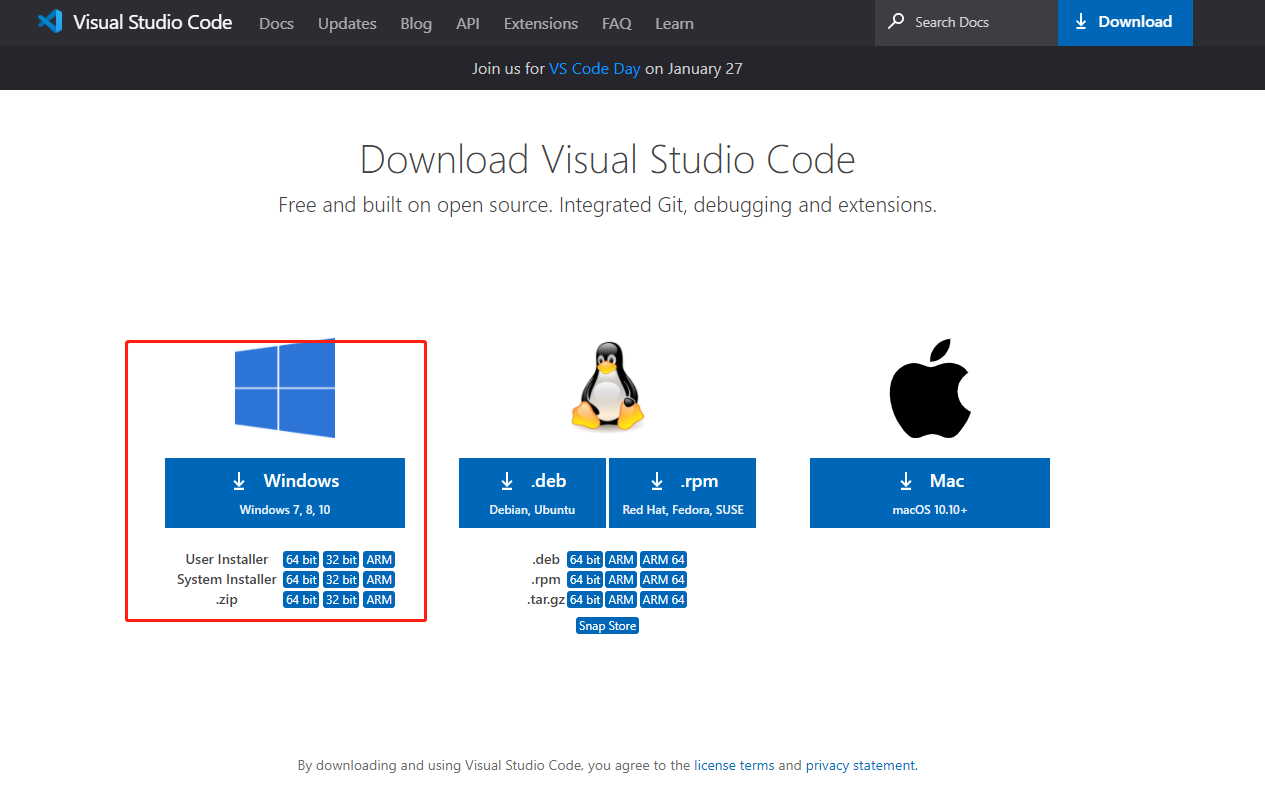 Visual Studio Code Docs Updates Blog API Extensions FAQ Learn Search Docs Download
Join us for VS Code Day on January 27
Download Visual Studio Code
Free and built on open source. Integrated Git, debugging and extensions.
Windows
Windows 7, 8, 10
User Installer 64 bit 32 bit ARM
System Installer 64 bit 32 bit ARM
.zip 64 bit 32 bit ARM
.deb
Debian, Ubuntu
.rpm
Red Hat, Fedora, SUSE
.deb 64 bit ARM ARM 64
.rpm 64 bit ARM ARM 64
.tar.gz 64 bit ARM ARM 64
Snap Store
Mac
macOS 10.10+
By downloading and using Visual Studio Code, you agree to the license terms and privacy statement.